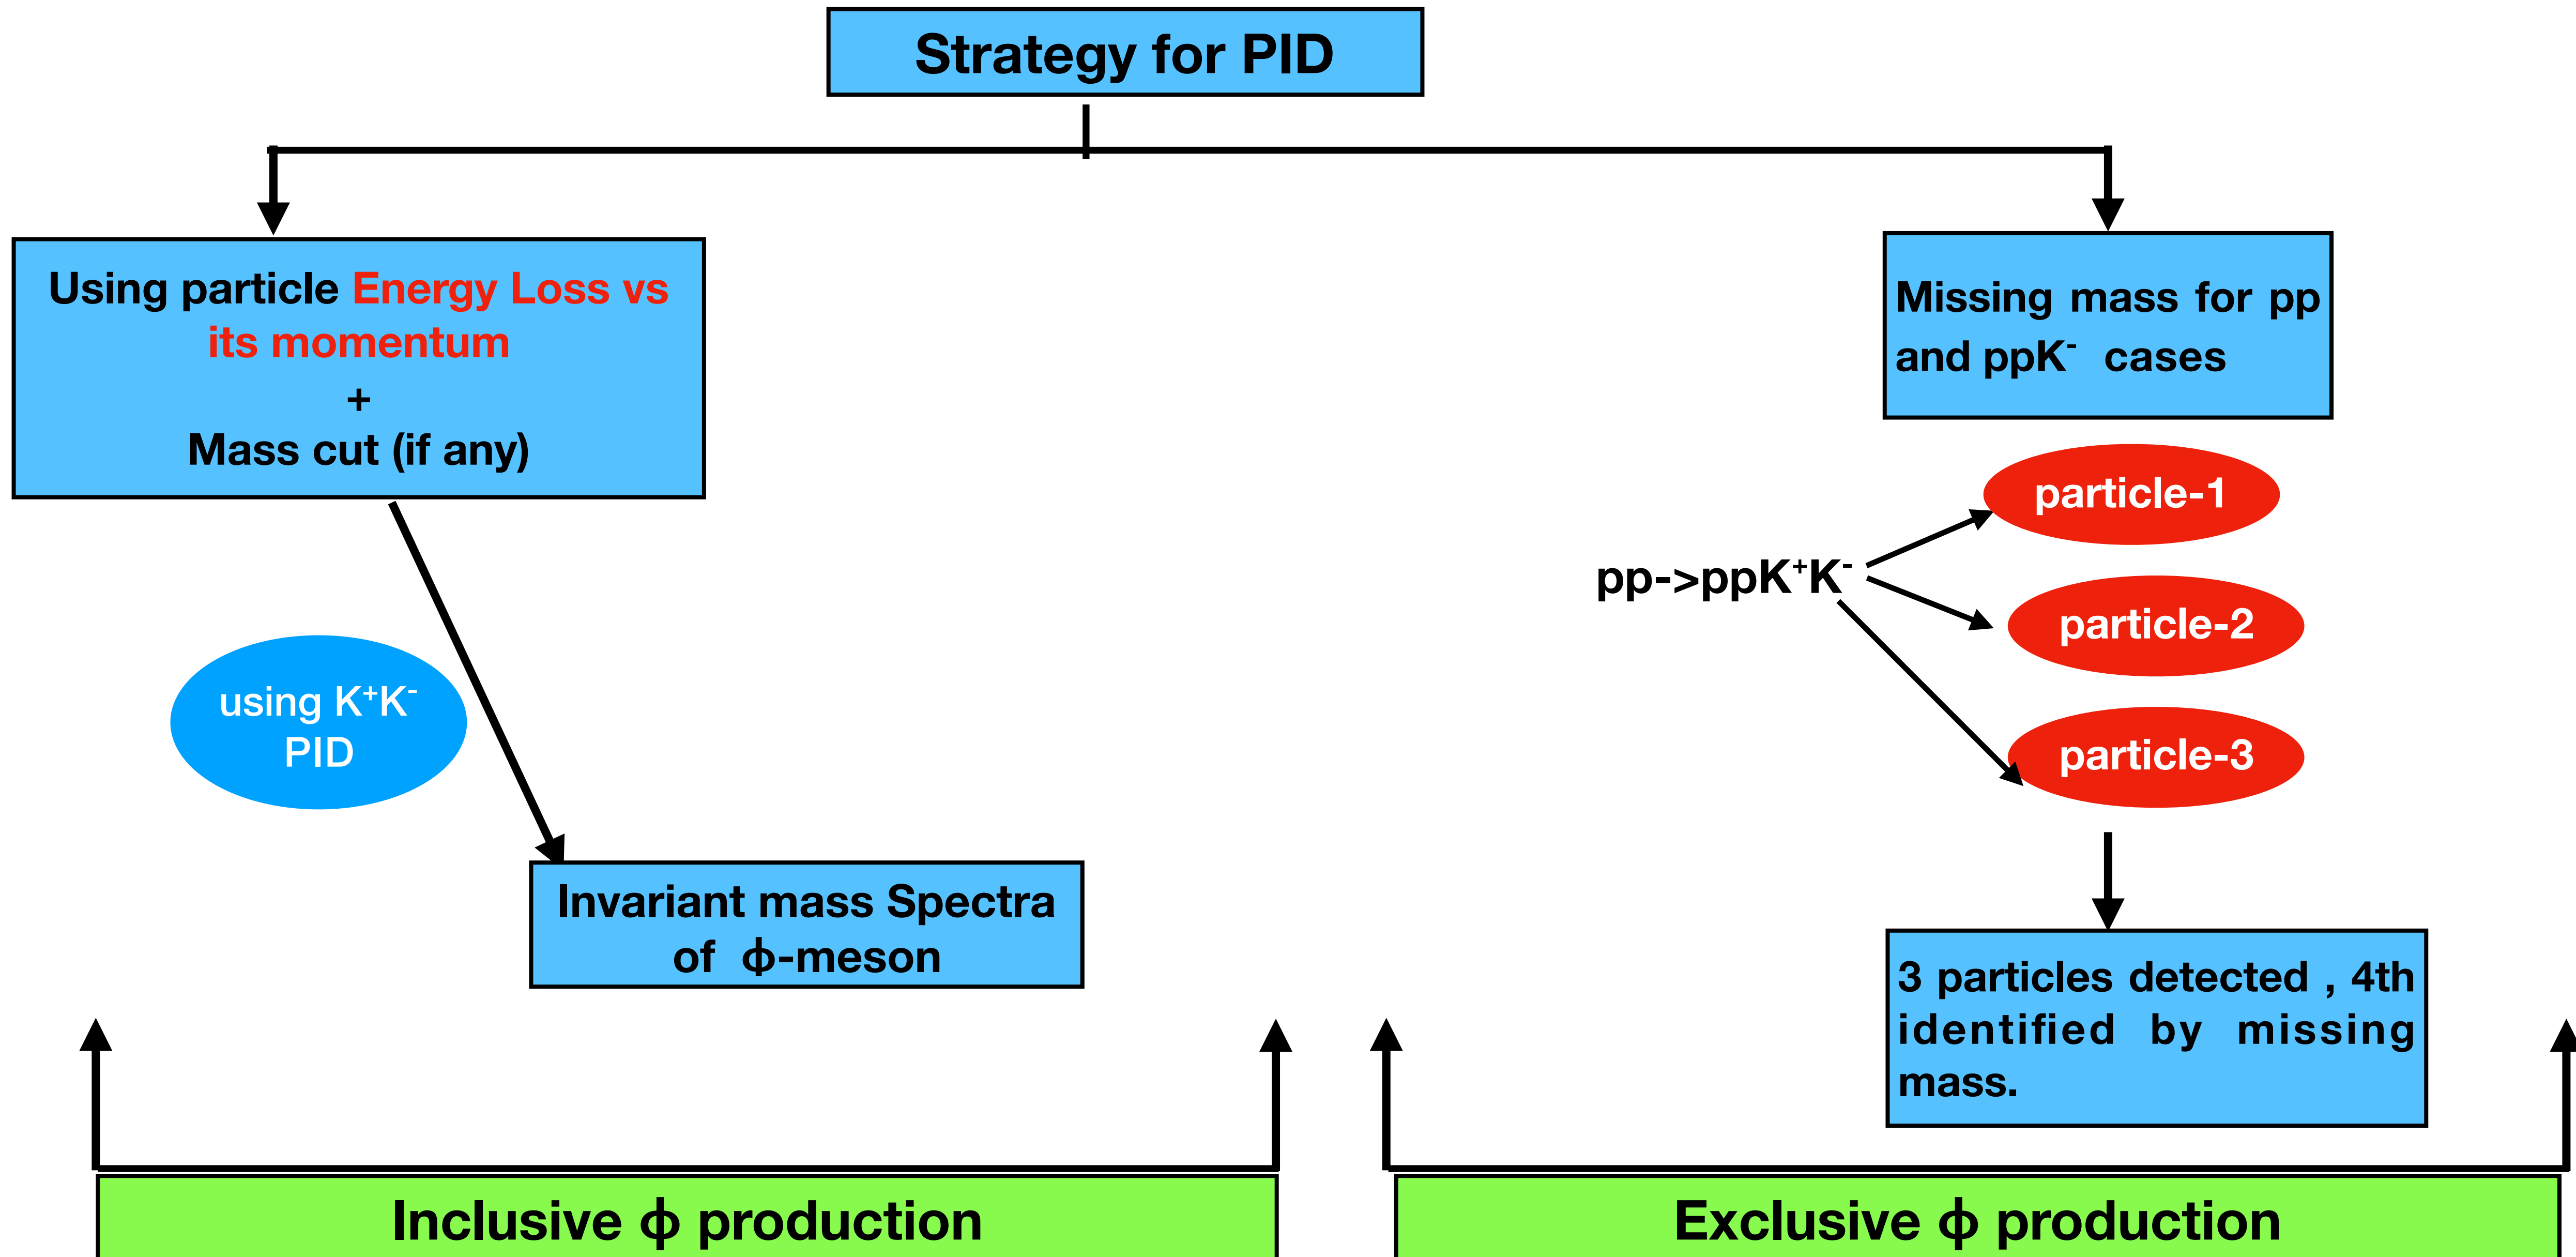 Strategy for PID
Using particle Energy Loss vs
its momentum
+
Mass cut (if any)
using K⁺K⁻
PID
Invariant mass Spectra
of ϕ-meson
Inclusive ϕ production
Missing mass for pp
and ppK⁻ cases
pp->ppK⁺K⁻
particle-1
particle-2
particle-3
3 particles detected , 4th
identified by missing
mass.
Exclusive ϕ production